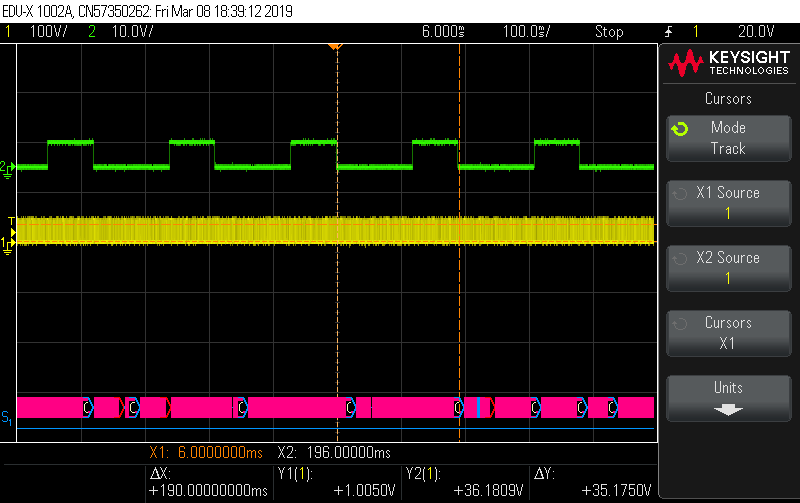 EDU-X 1002A, CN57350262: Fri Mar 08 18:39:12 2019
1 100V/ 2 10.0V/ 6.000s 100.0s/ Stop 1 20.0V
KEYSIGHT
TECHNOLOGIES
Cursors
Mode
Track
X1 Source
1
X2 Source
1
Cursors
X1
Units
2
T
1
S1
C C C C C C C C
X1: 6.0000000ms X2: 196.00000ms
ΔX: Y1(1): Y2(1): ΔY:
+190.00000000ms +1.0050V +36.1809V +35.1750V